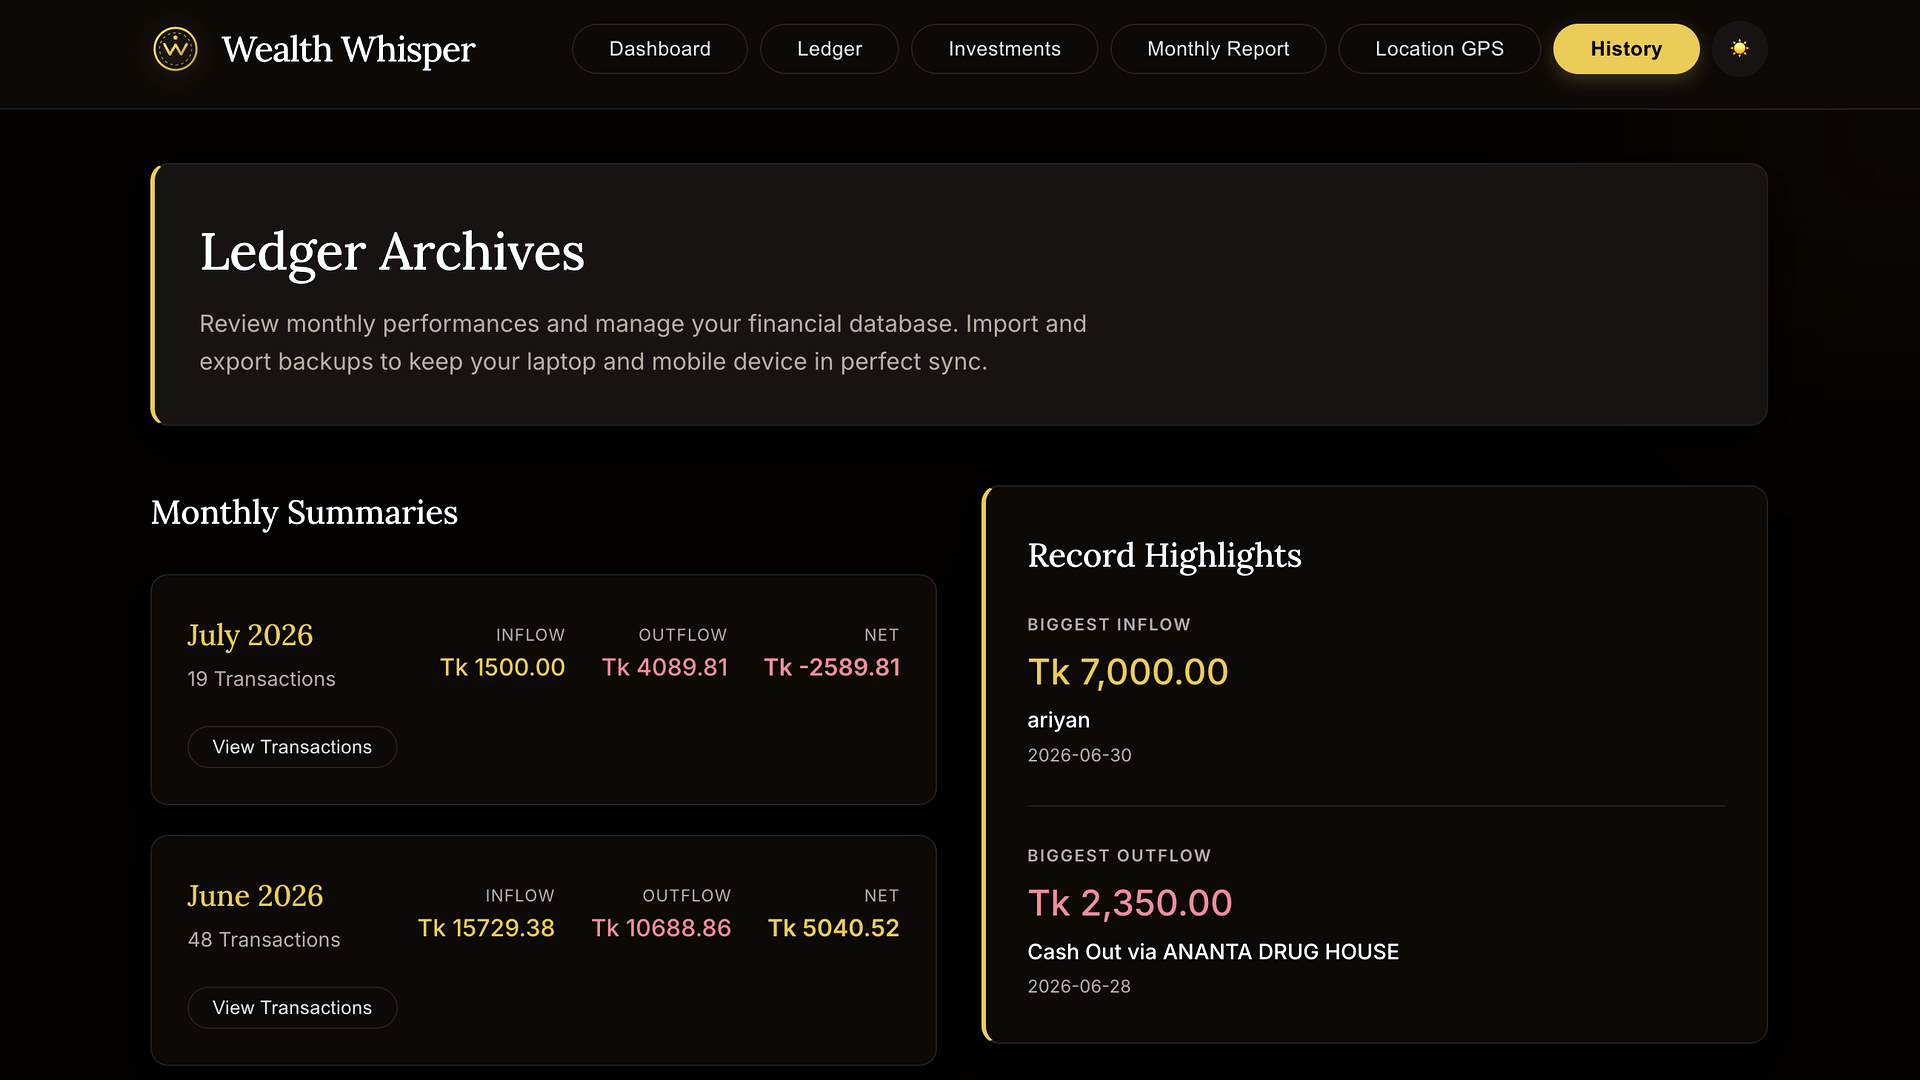 Wealth Whisper
Dashboard
Ledger
Investments
Monthly Report
Location GPS
History
Ledger Archives
Review monthly performances and manage your financial database. Import and
export backups to keep your laptop and mobile device in perfect sync.
Monthly Summaries
July 2026
19 Transactions
INFLOW
Tk 1500.00
OUTFLOW
Tk 4089.81
NET
Tk -2589.81
View Transactions
June 2026
48 Transactions
INFLOW
Tk 15729.38
OUTFLOW
Tk 10688.86
NET
Tk 5040.52
View Transactions
Record Highlights
BIGGEST INFLOW
Tk 7,000.00
ariyan
2026-06-30
BIGGEST OUTFLOW
Tk 2,350.00
Cash Out via ANANTA DRUG HOUSE
2026-06-28